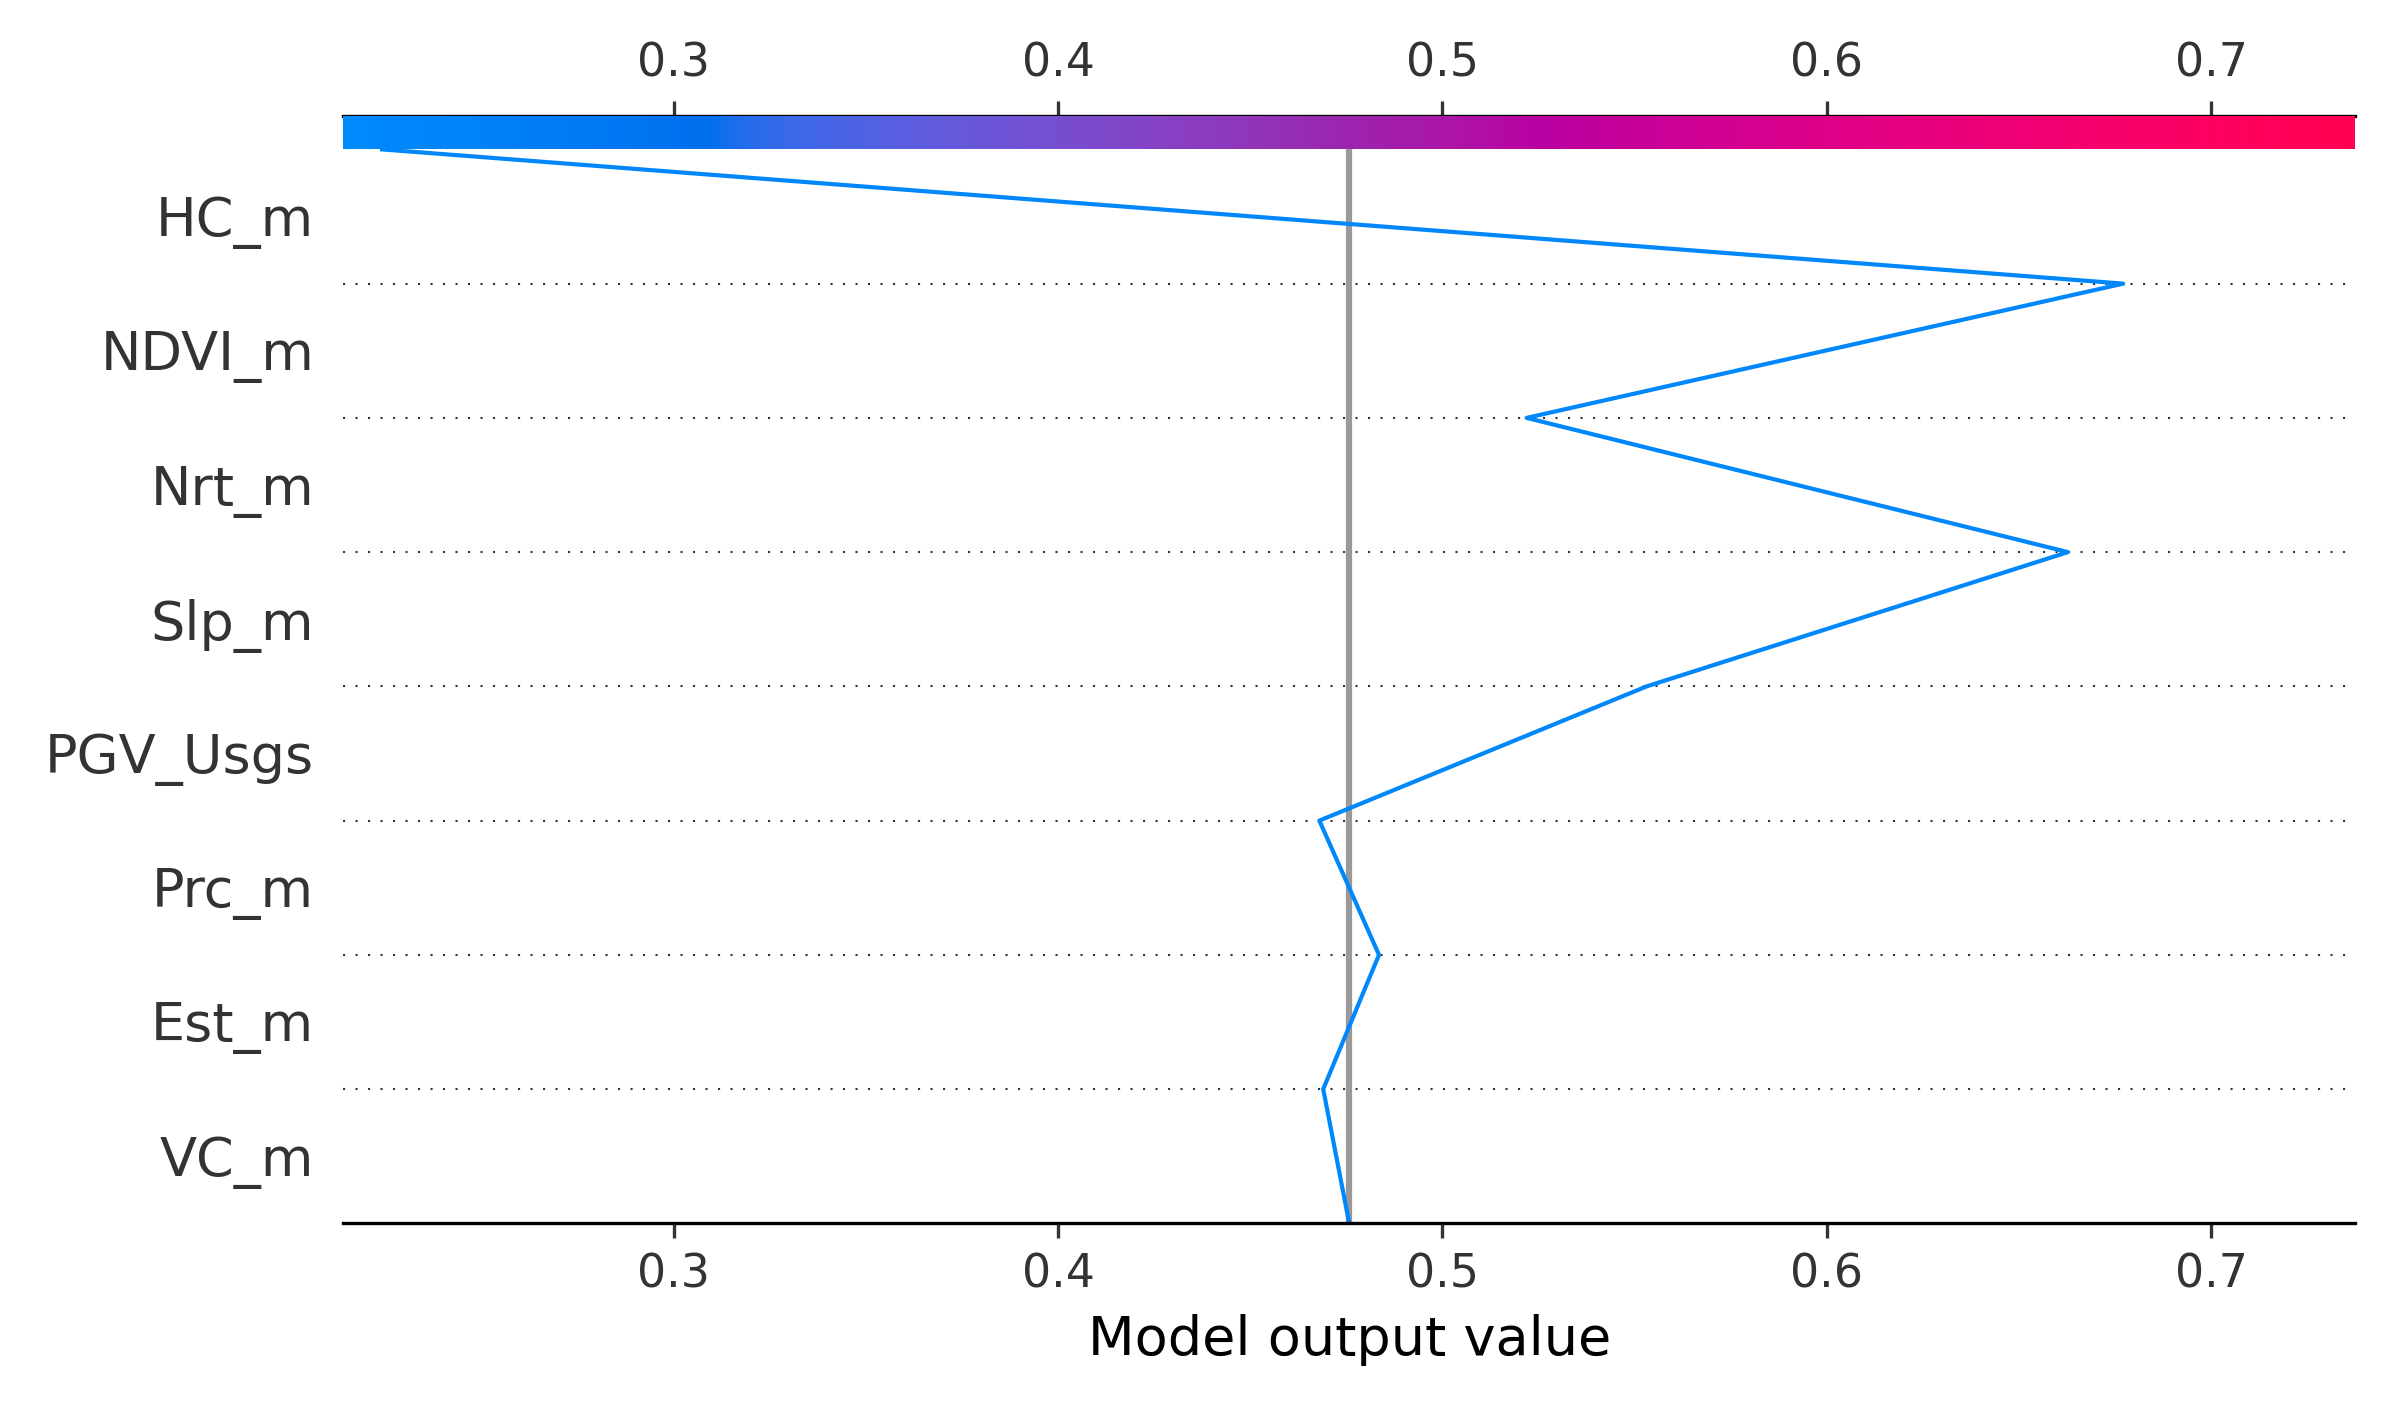 0.3 0.4 0.5 0.6 0.7
HC_m
NDVI_m
Nrt_m
Slp_m
PGV_Usgs
Prc_m
Est_m
VC_m
0.3 0.4 0.5 0.6 0.7
Model output value